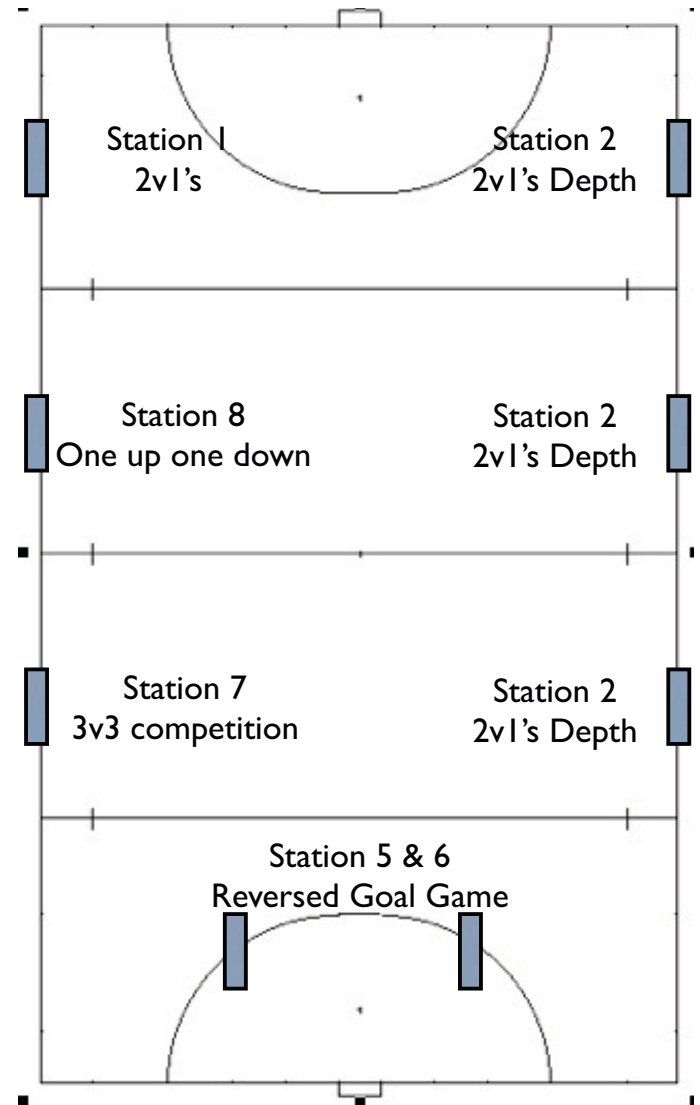 Station 1
2v1's
Station 2
2v1's Depth
Station 8
One up one down
Station 2
2v1's Depth
Station 7
3v3 competition
Station 2
2v1's Depth
Station 5 & 6
Reversed Goal Game